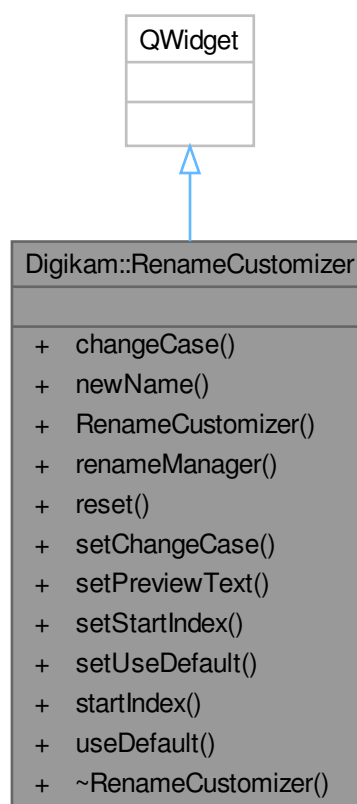 QWidget
Digikam::RenameCustomizer
+ changeCase()
+ newName()
+ RenameCustomizer()
+ renameManager()
+ reset()
+ setChangeCase()
+ setPreviewText()
+ setStartIndex()
+ setUseDefault()
+ startIndex()
+ useDefault()
+ ~RenameCustomizer()